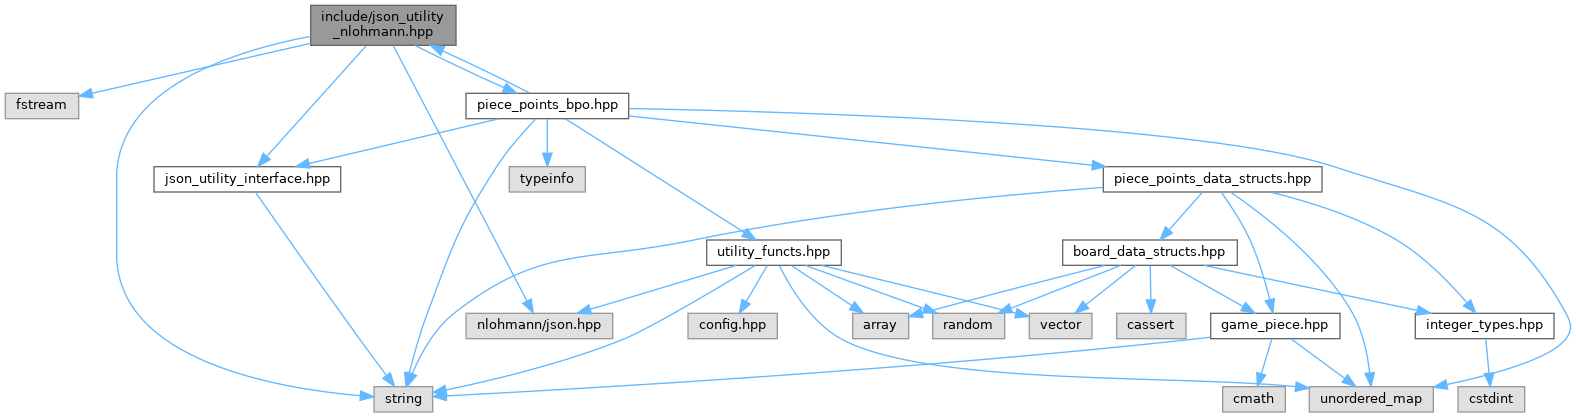 include/json_utility
_nlohmann.hpp
fstream
piece_points_bpo.hpp
json_utility_interface.hpp
typeinfo
piece_points_data_structs.hpp
utility_functs.hpp
board_data_structs.hpp
nlohmann/json.hpp
config.hpp
array
random
vector
cassert
game_piece.hpp
integer_types.hpp
string
cmath
unordered_map
cstdint